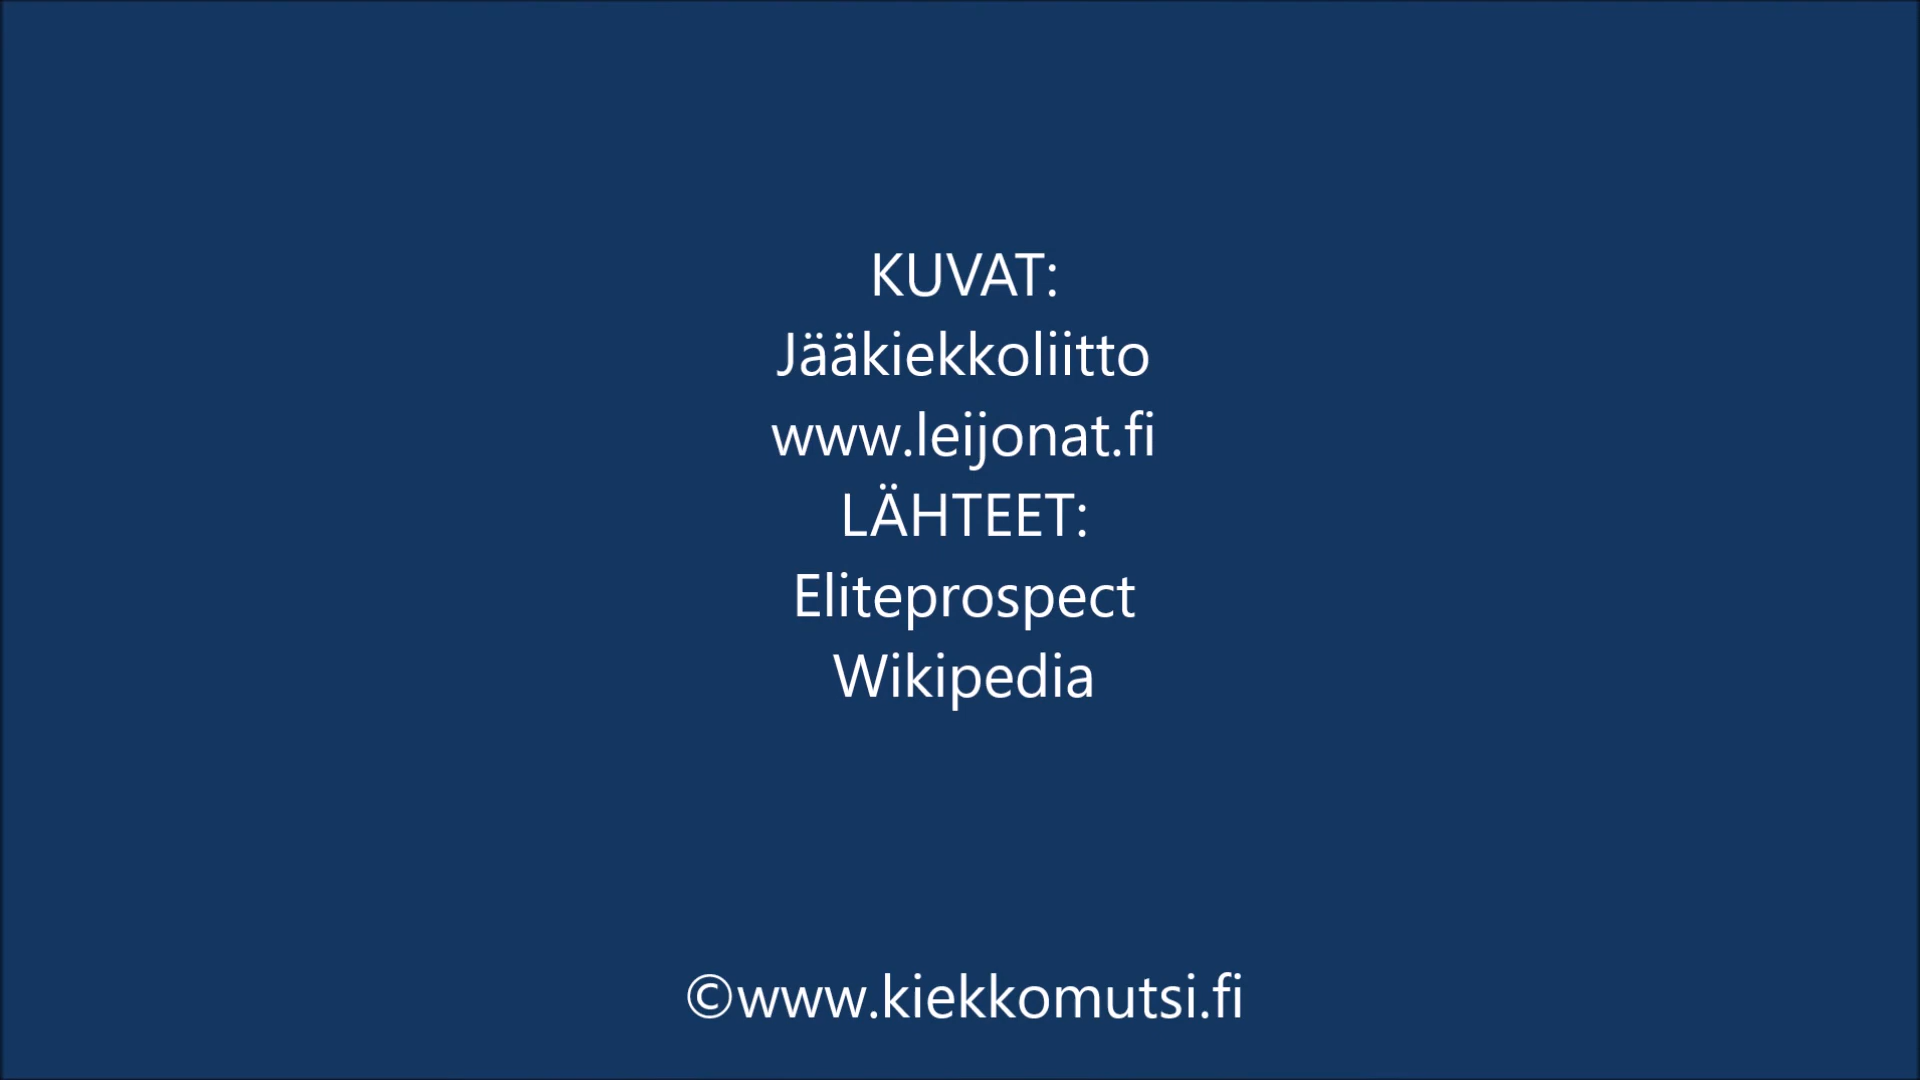 KUVAT:
Jääkiekkoliitto
www.leijonat.fi
LÄHTEET:
Eliteprospect
Wikipedia
©www.kiekkomutsi.fi